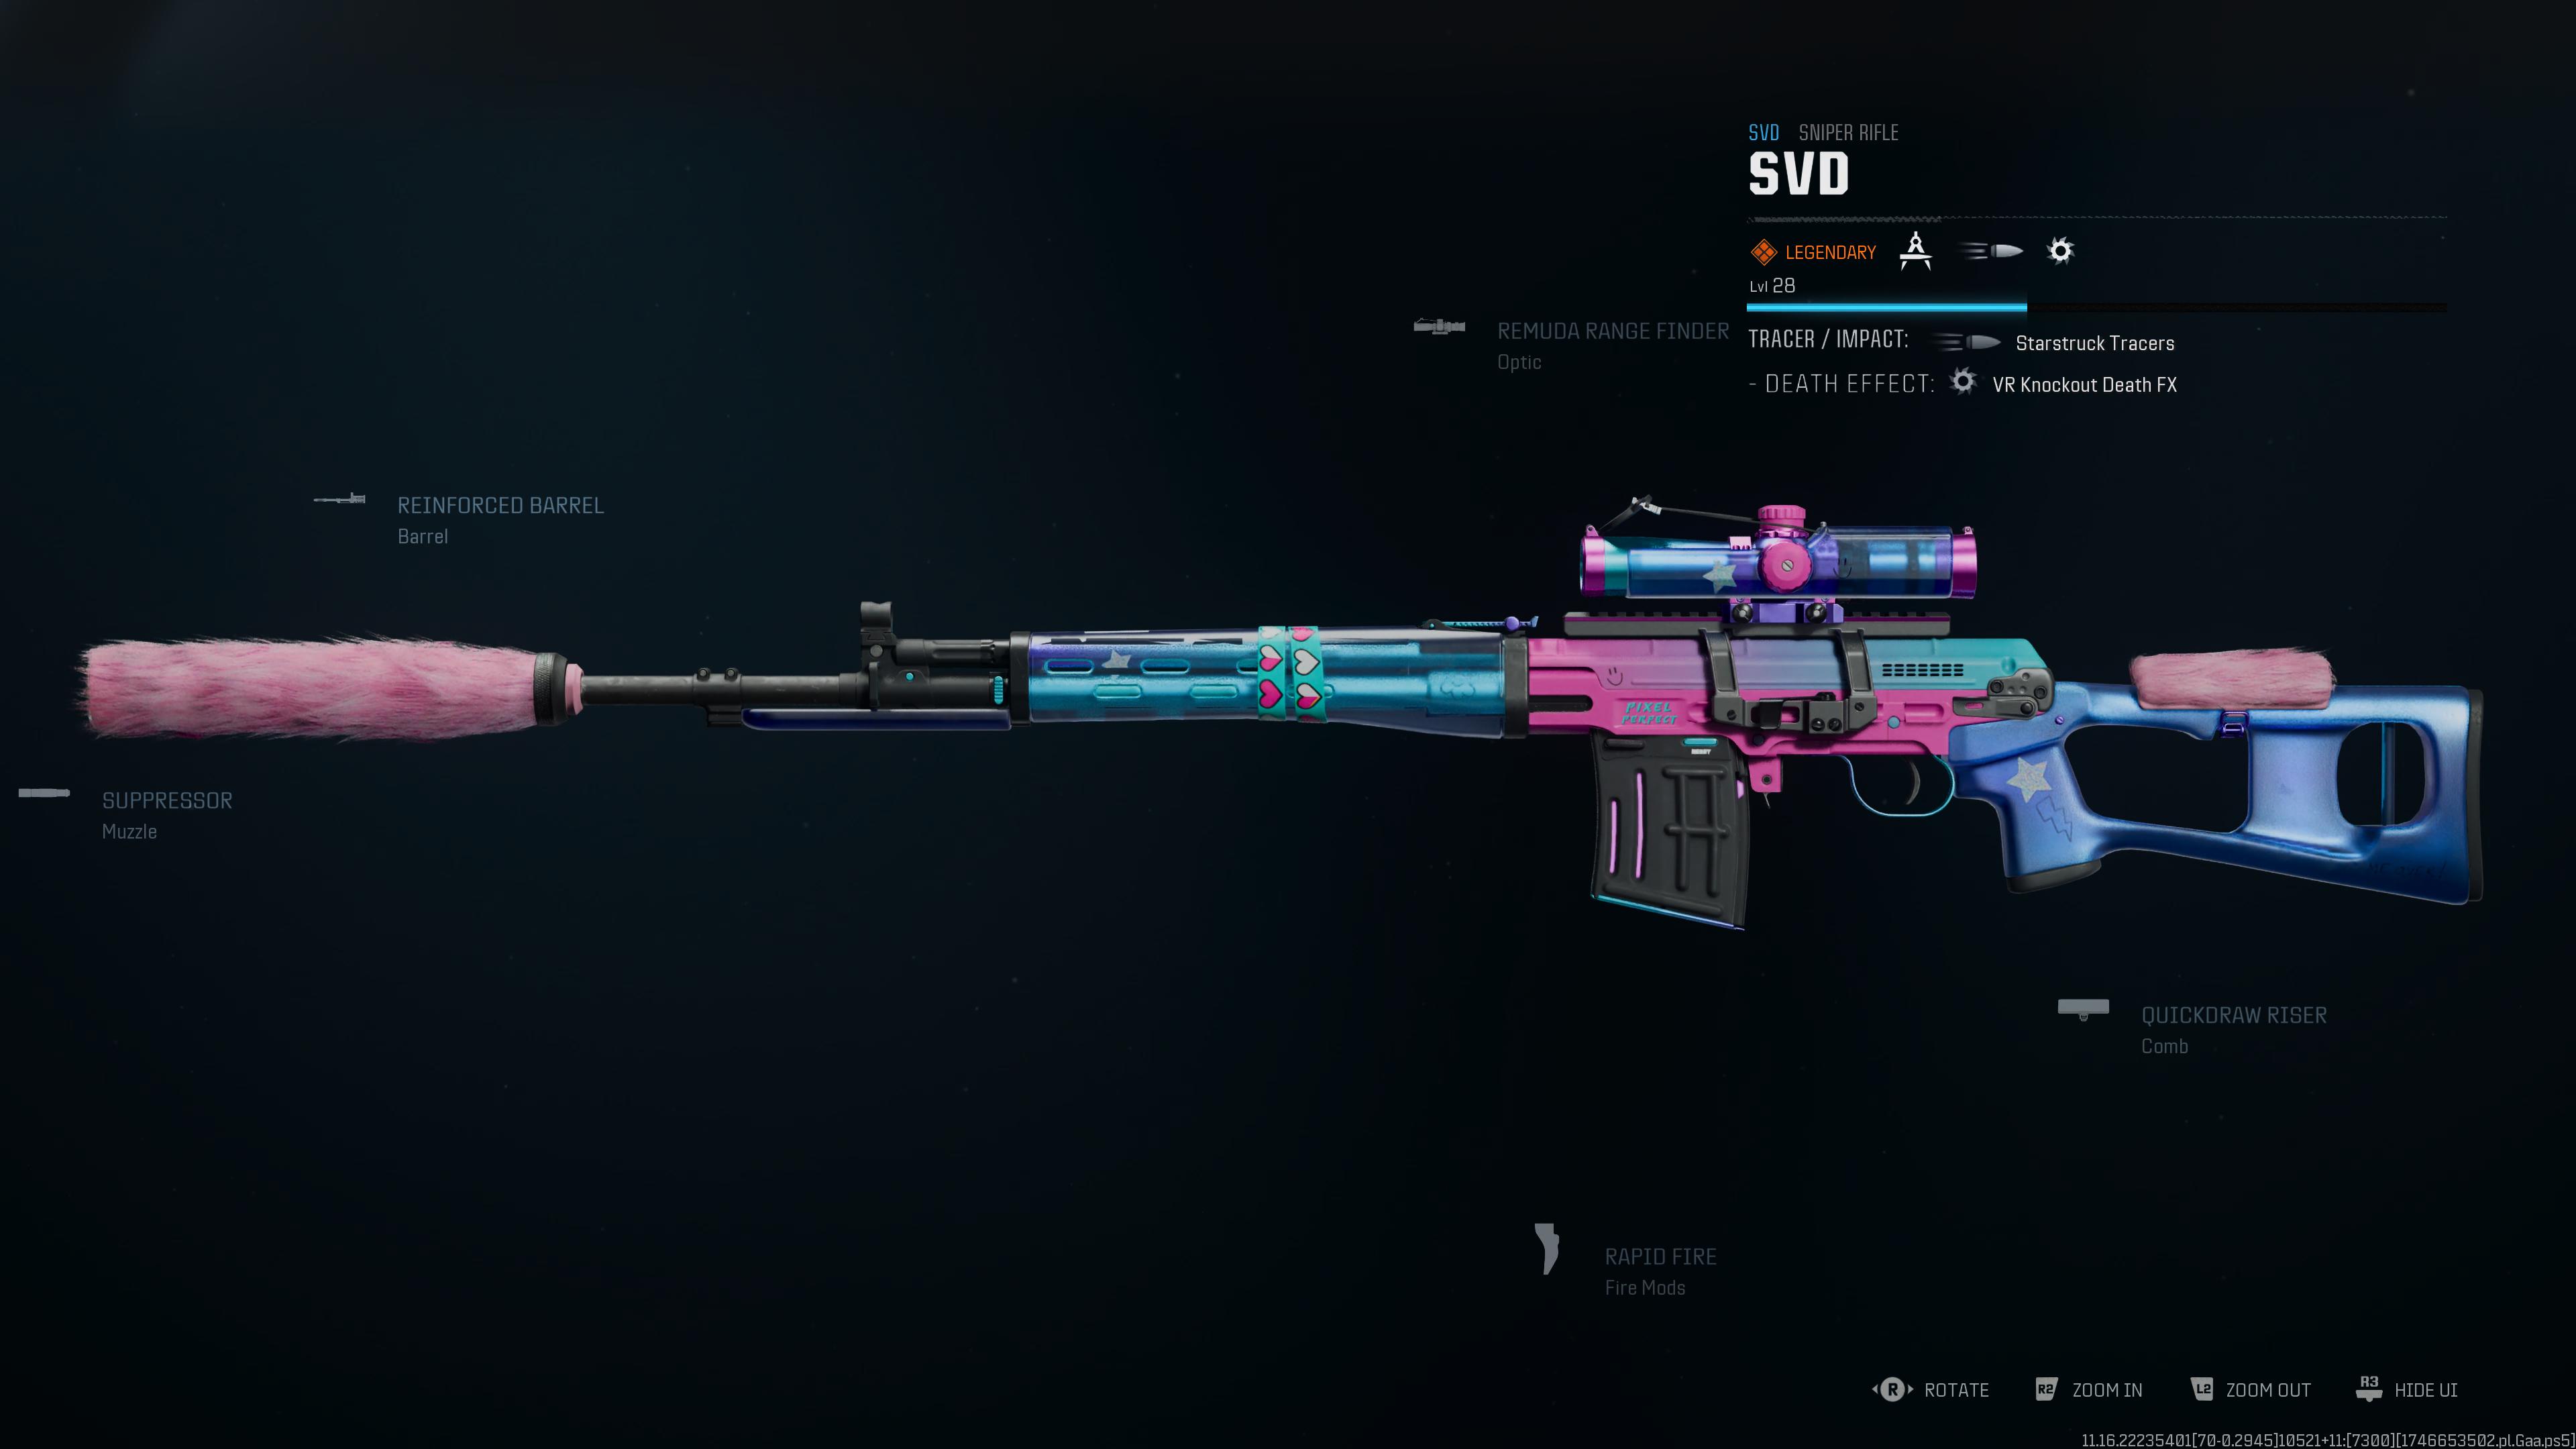 SVD SNIPER RIFLE
SVD
LEGENDARY
Lvl 28
TRACER / IMPACT: Starstruck Tracers
- DEATH EFFECT: VR Knockout Death FX
REMUDA RANGE FINDER
Optic
REINFORCED BARREL
Barrel
PIXEL
PERFECT
READY
SUPPRESSOR
Muzzle
QUICKDRAW RISER
Comb
RAPID FIRE
Fire Mods
R ROTATE R2 ZOOM IN L2 ZOOM OUT R3 HIDE UI
11.16.22235401[70-0.2945]10521+11:[7300][1746653502.pl.Gaa.ps5]